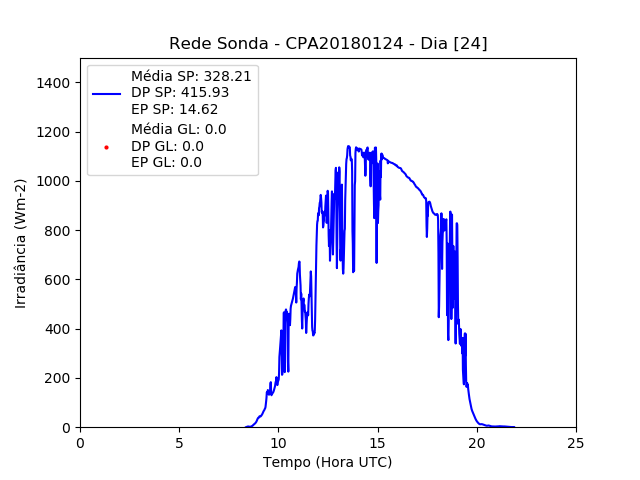 Rede Sonda - CPA20180124 - Dia [24]
Média SP: 328.21
DP SP: 415.93
EP SP: 14.62
Média GL: 0.0
DP GL: 0.0
EP GL: 0.0
Irradiância (Wm-2)
1400
1200
1000
800
600
400
200
0
0 5 10 15 20 25
Tempo (Hora UTC)